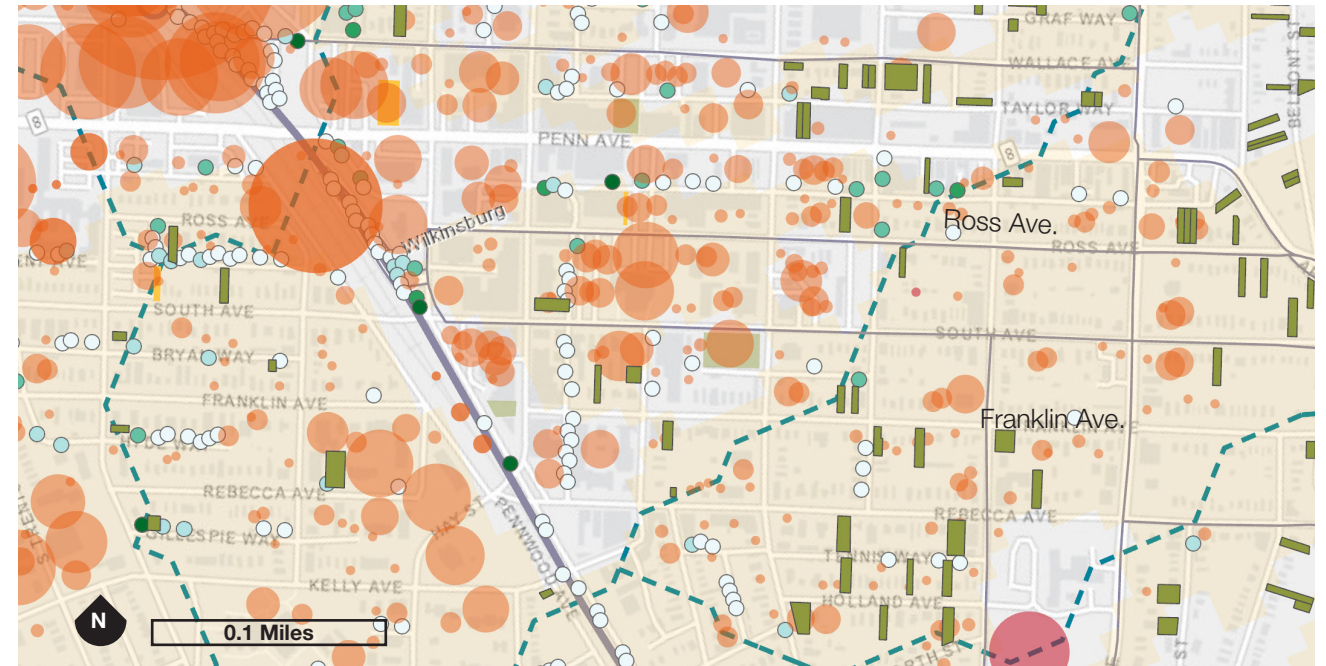 GRAF WAY
BELMONT ST
WALLACE AVE
TAYLOR WAY
8
PENN AVE
8
Wilkinsburg
ROSS AVE
Ross Ave.
ROSS AVE
SOUTH AVE
SOUTH AVE
BRYAN WAY
FRANKLIN AVE
Franklin Ave.
REBECCA AVE
REBECCA AVE
HAY ST
PENNWOOD AVE
GILLESPIE WAY
TENNIS WAY
KELLY AVE
HOLLAND AVE
N
0.1 Miles